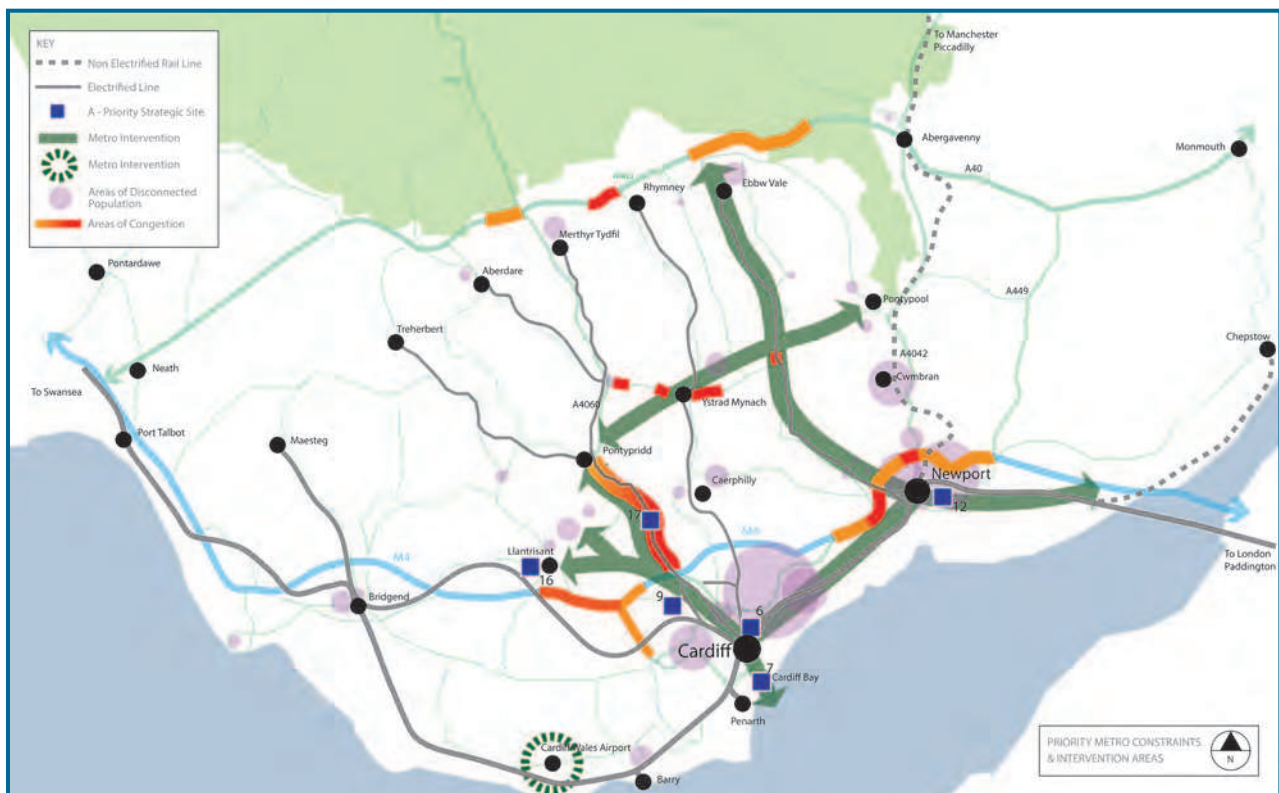 KEY
Non Electrified Rail Line
Electrified Line
A - Priority Strategic Site
Metro Intervention
Metro Intervention
Areas of Disconnected
Population
Areas of Congestion
To Manchester
Piccadilly
Abergavenny
Monmouth
A40
Rhymney
Ebbw Vale
Merthyr Tydfil
Pontardawe
Aberdare
Pontypool
A449
Treherbert
Chepstow
A4042
Neath
Cwmbran
To Swansea
A4060
Ystrad Mynach
Port Talbot
Maesteg
Pontypridd
Newport
Caerphilly
12
17
To London
Paddington
Llantrisant
M4
16
Bridgend
9
6
Cardiff
7
Cardiff Bay
Penarth
Cardiff Wales Airport
Barry
PRIORITY METRO CONSTRAINTS
& INTERVENTION AREAS
N